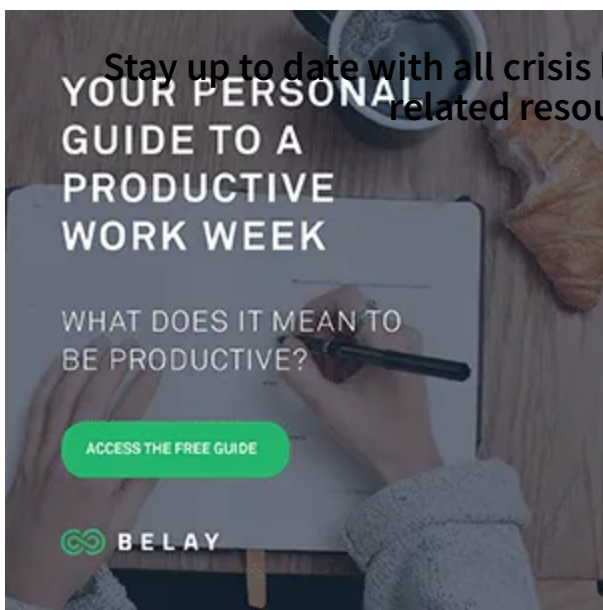 Stay up to date with all crisis
related
YOUR PERSONAL
GUIDE TO A
PRODUCTIVE
WORK WEEK
WHAT DOES IT MEAN TO
BE PRODUCTIVE?
ACCESS THE FREE GUIDE
BELAY